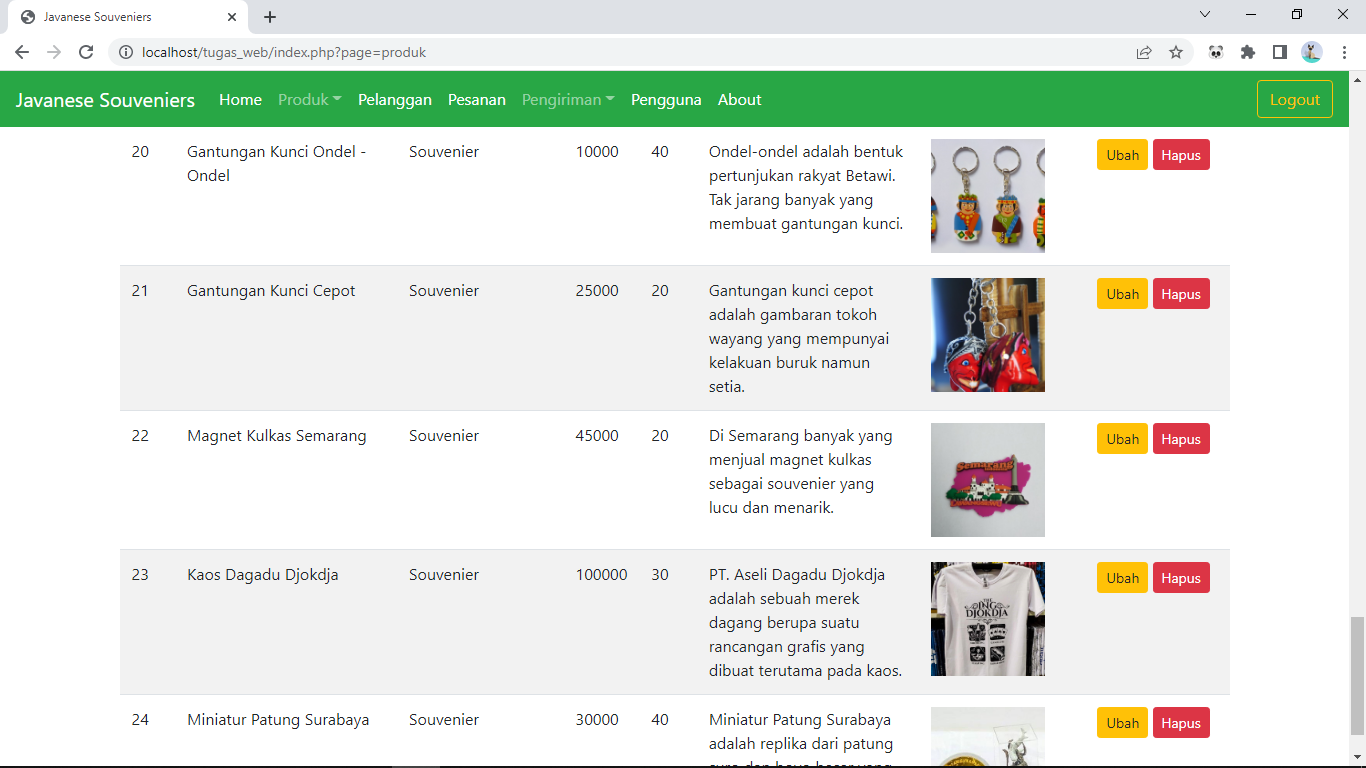 Javanese Souveniers
localhost/tugas_web/index.php?page=produk
Javanese Souveniers Home Produk Pelanggan Pesanan Pengiriman Pengguna About Logout
20 Gantungan Kunci Ondel - Souvenier 10000 40 Ondel-ondel adalah bentuk Ubah Hapus
Ondel pertunjukan rakyat Betawi.
Tak jarang banyak yang
membuat gantungan kunci.
21 Gantungan Kunci Cepot Souvenier 25000 20 Gantungan kunci cepot Ubah Hapus
adalah gambaran tokoh
wayang yang mempunyai
kelakuan buruk namun
setia.
22 Magnet Kulkas Semarang Souvenier 45000 20 Di Semarang banyak yang Ubah Hapus
menjual magnet kulkas
sebagai souvenier yang
lucu dan menarik.
Semarang
23 Kaos Dagadu Djokdja Souvenier 100000 30 PT. Aseli Dagadu Djokdja Ubah Hapus
adalah sebuah merek
dagang berupa suatu
rancangan grafis yang
dibuat terutama pada kaos.
THE
DJOKDJA
24 Miniatur Patung Surabaya Souvenier 30000 40 Miniatur Patung Surabaya Ubah Hapus
adalah replika dari patung